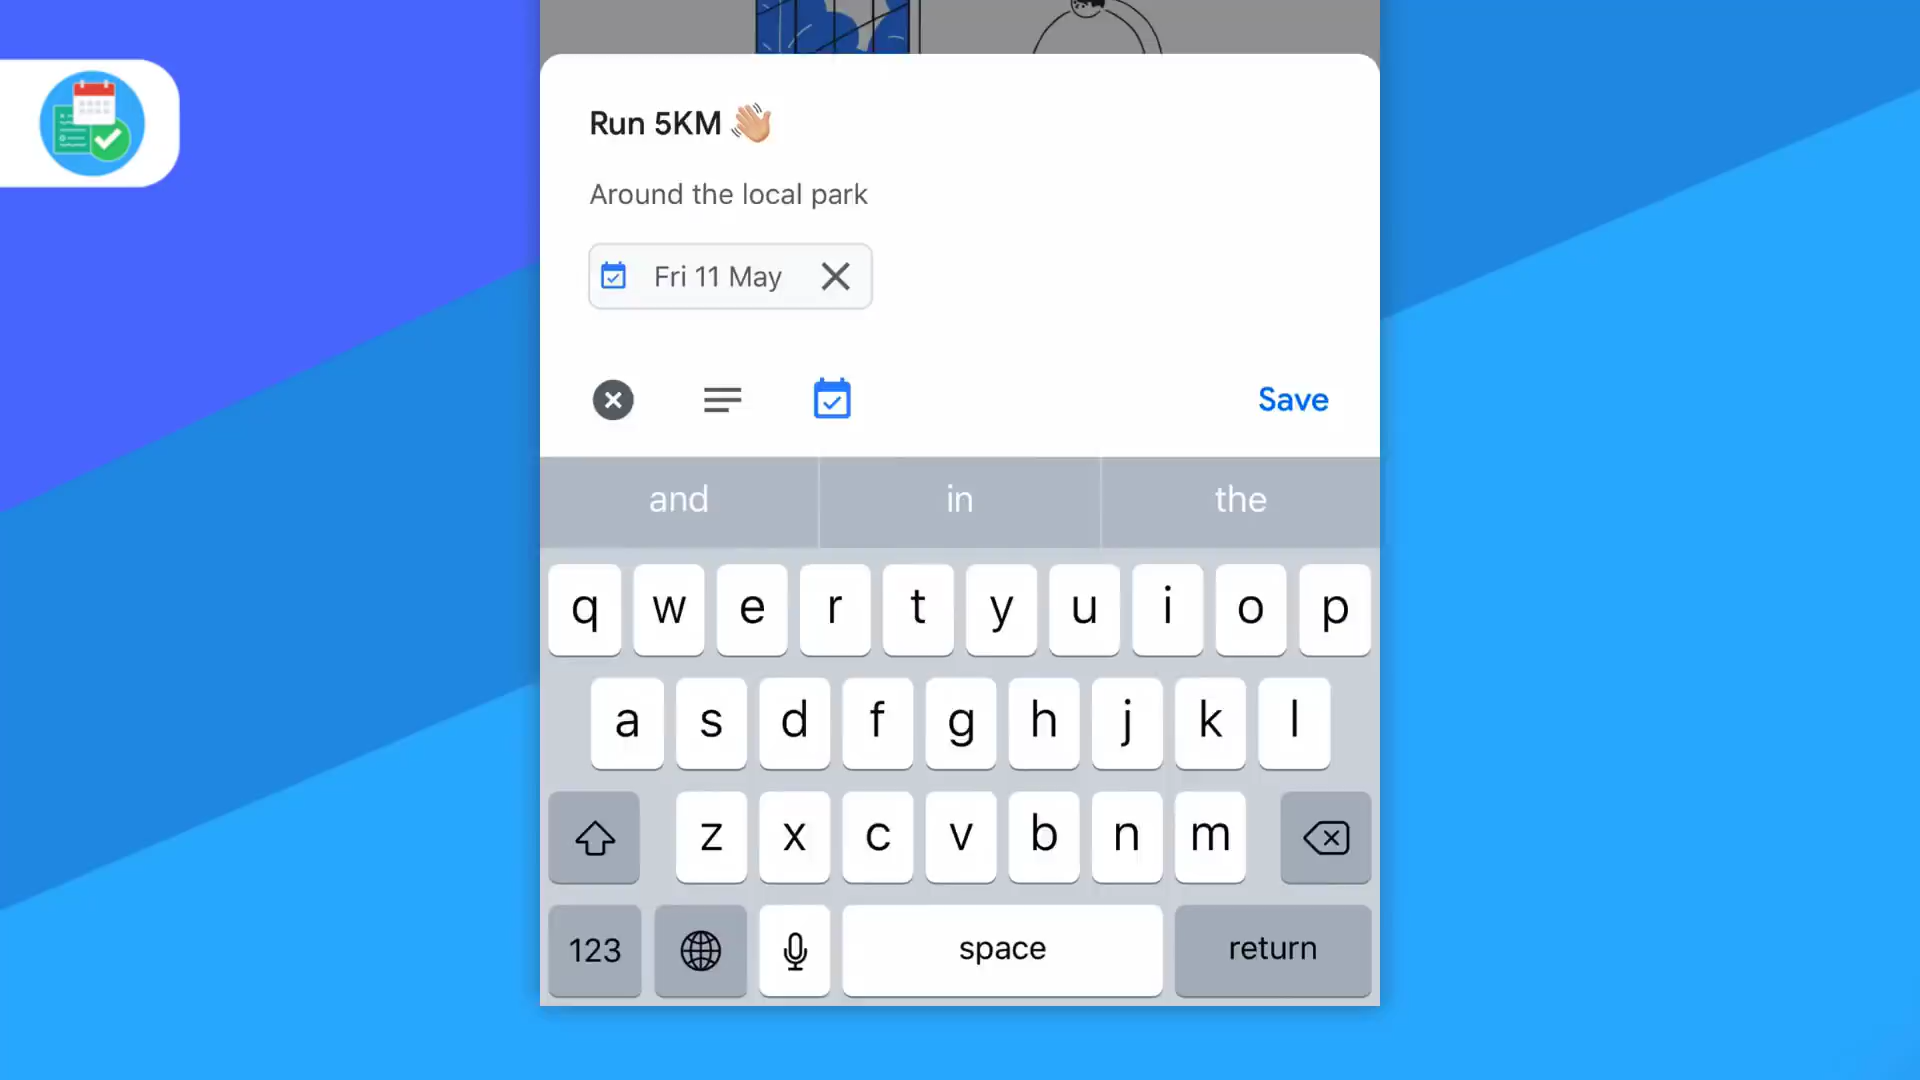 Run 5KM 👋🏼
Around the local park
Fri 11 May
Save
and in the
q w e r t y u i o p
a s d f g h j k l
z x c v b n m
123 space return